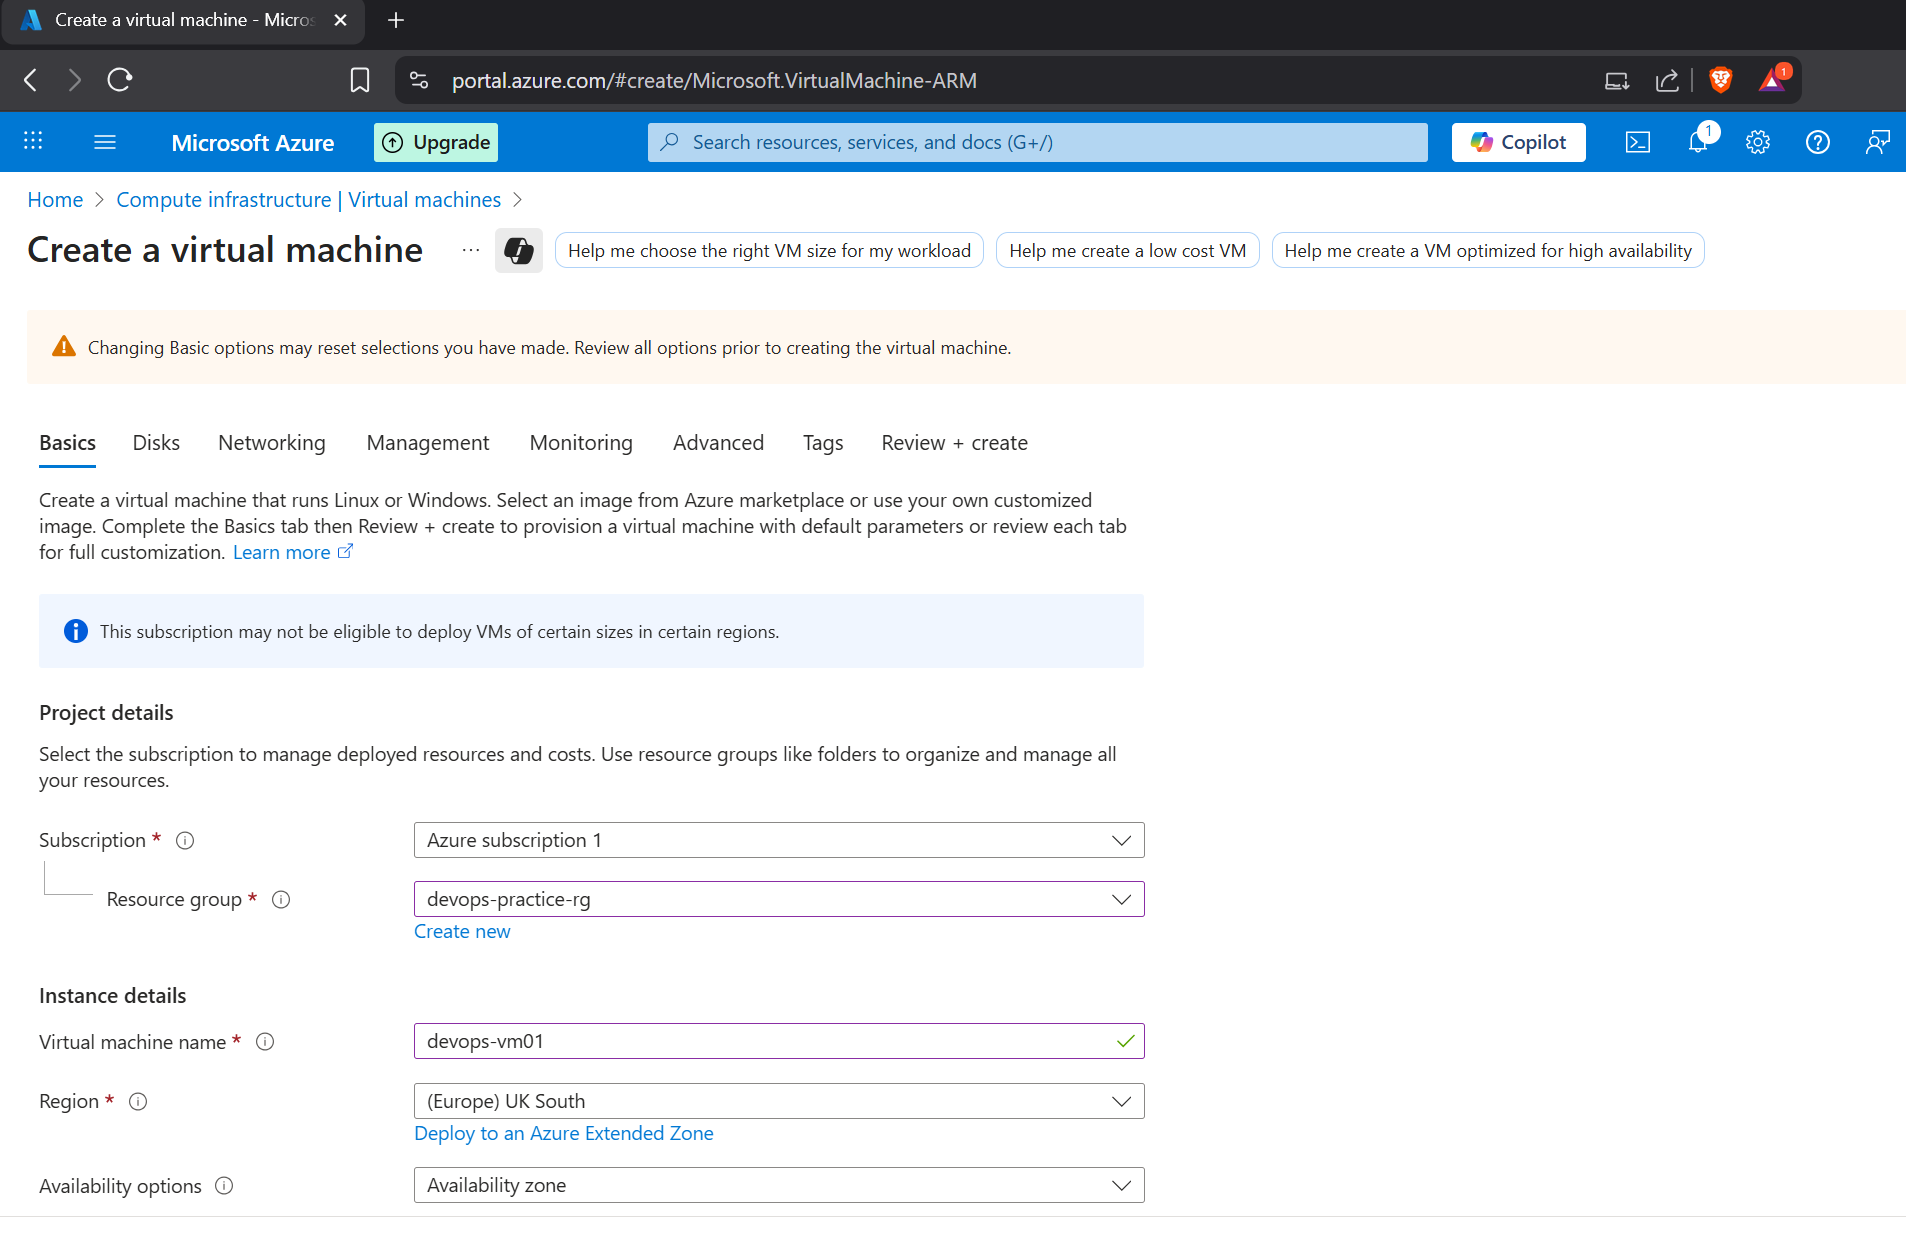 Create a virtual machine - Micros
portal.azure.com/#create/Microsoft.VirtualMachine-ARM
1
Microsoft Azure
Upgrade
Search resources, services, and docs (G+/)
Copilot
1
Home > Compute infrastructure | Virtual machines >
Create a virtual machine
...
Help me choose the right VM size for my workload
Help me create a low cost VM
Help me create a VM optimized for high availability
Changing Basic options may reset selections you have made. Review all options prior to creating the virtual machine.
Basics Disks Networking Management Monitoring Advanced Tags Review + create
Create a virtual machine that runs Linux or Windows. Select an image from Azure marketplace or use your own customized
image. Complete the Basics tab then Review + create to provision a virtual machine with default parameters or review each tab
for full customization. Learn more
This subscription may not be eligible to deploy VMs of certain sizes in certain regions.
Project details
Select the subscription to manage deployed resources and costs. Use resource groups like folders to organize and manage all
your resources.
Subscription * Azure subscription 1
Resource group * devops-practice-rg
Create new
Instance details
Virtual machine name * devops-vm01
Region * (Europe) UK South
Deploy to an Azure Extended Zone
Availability options Availability zone